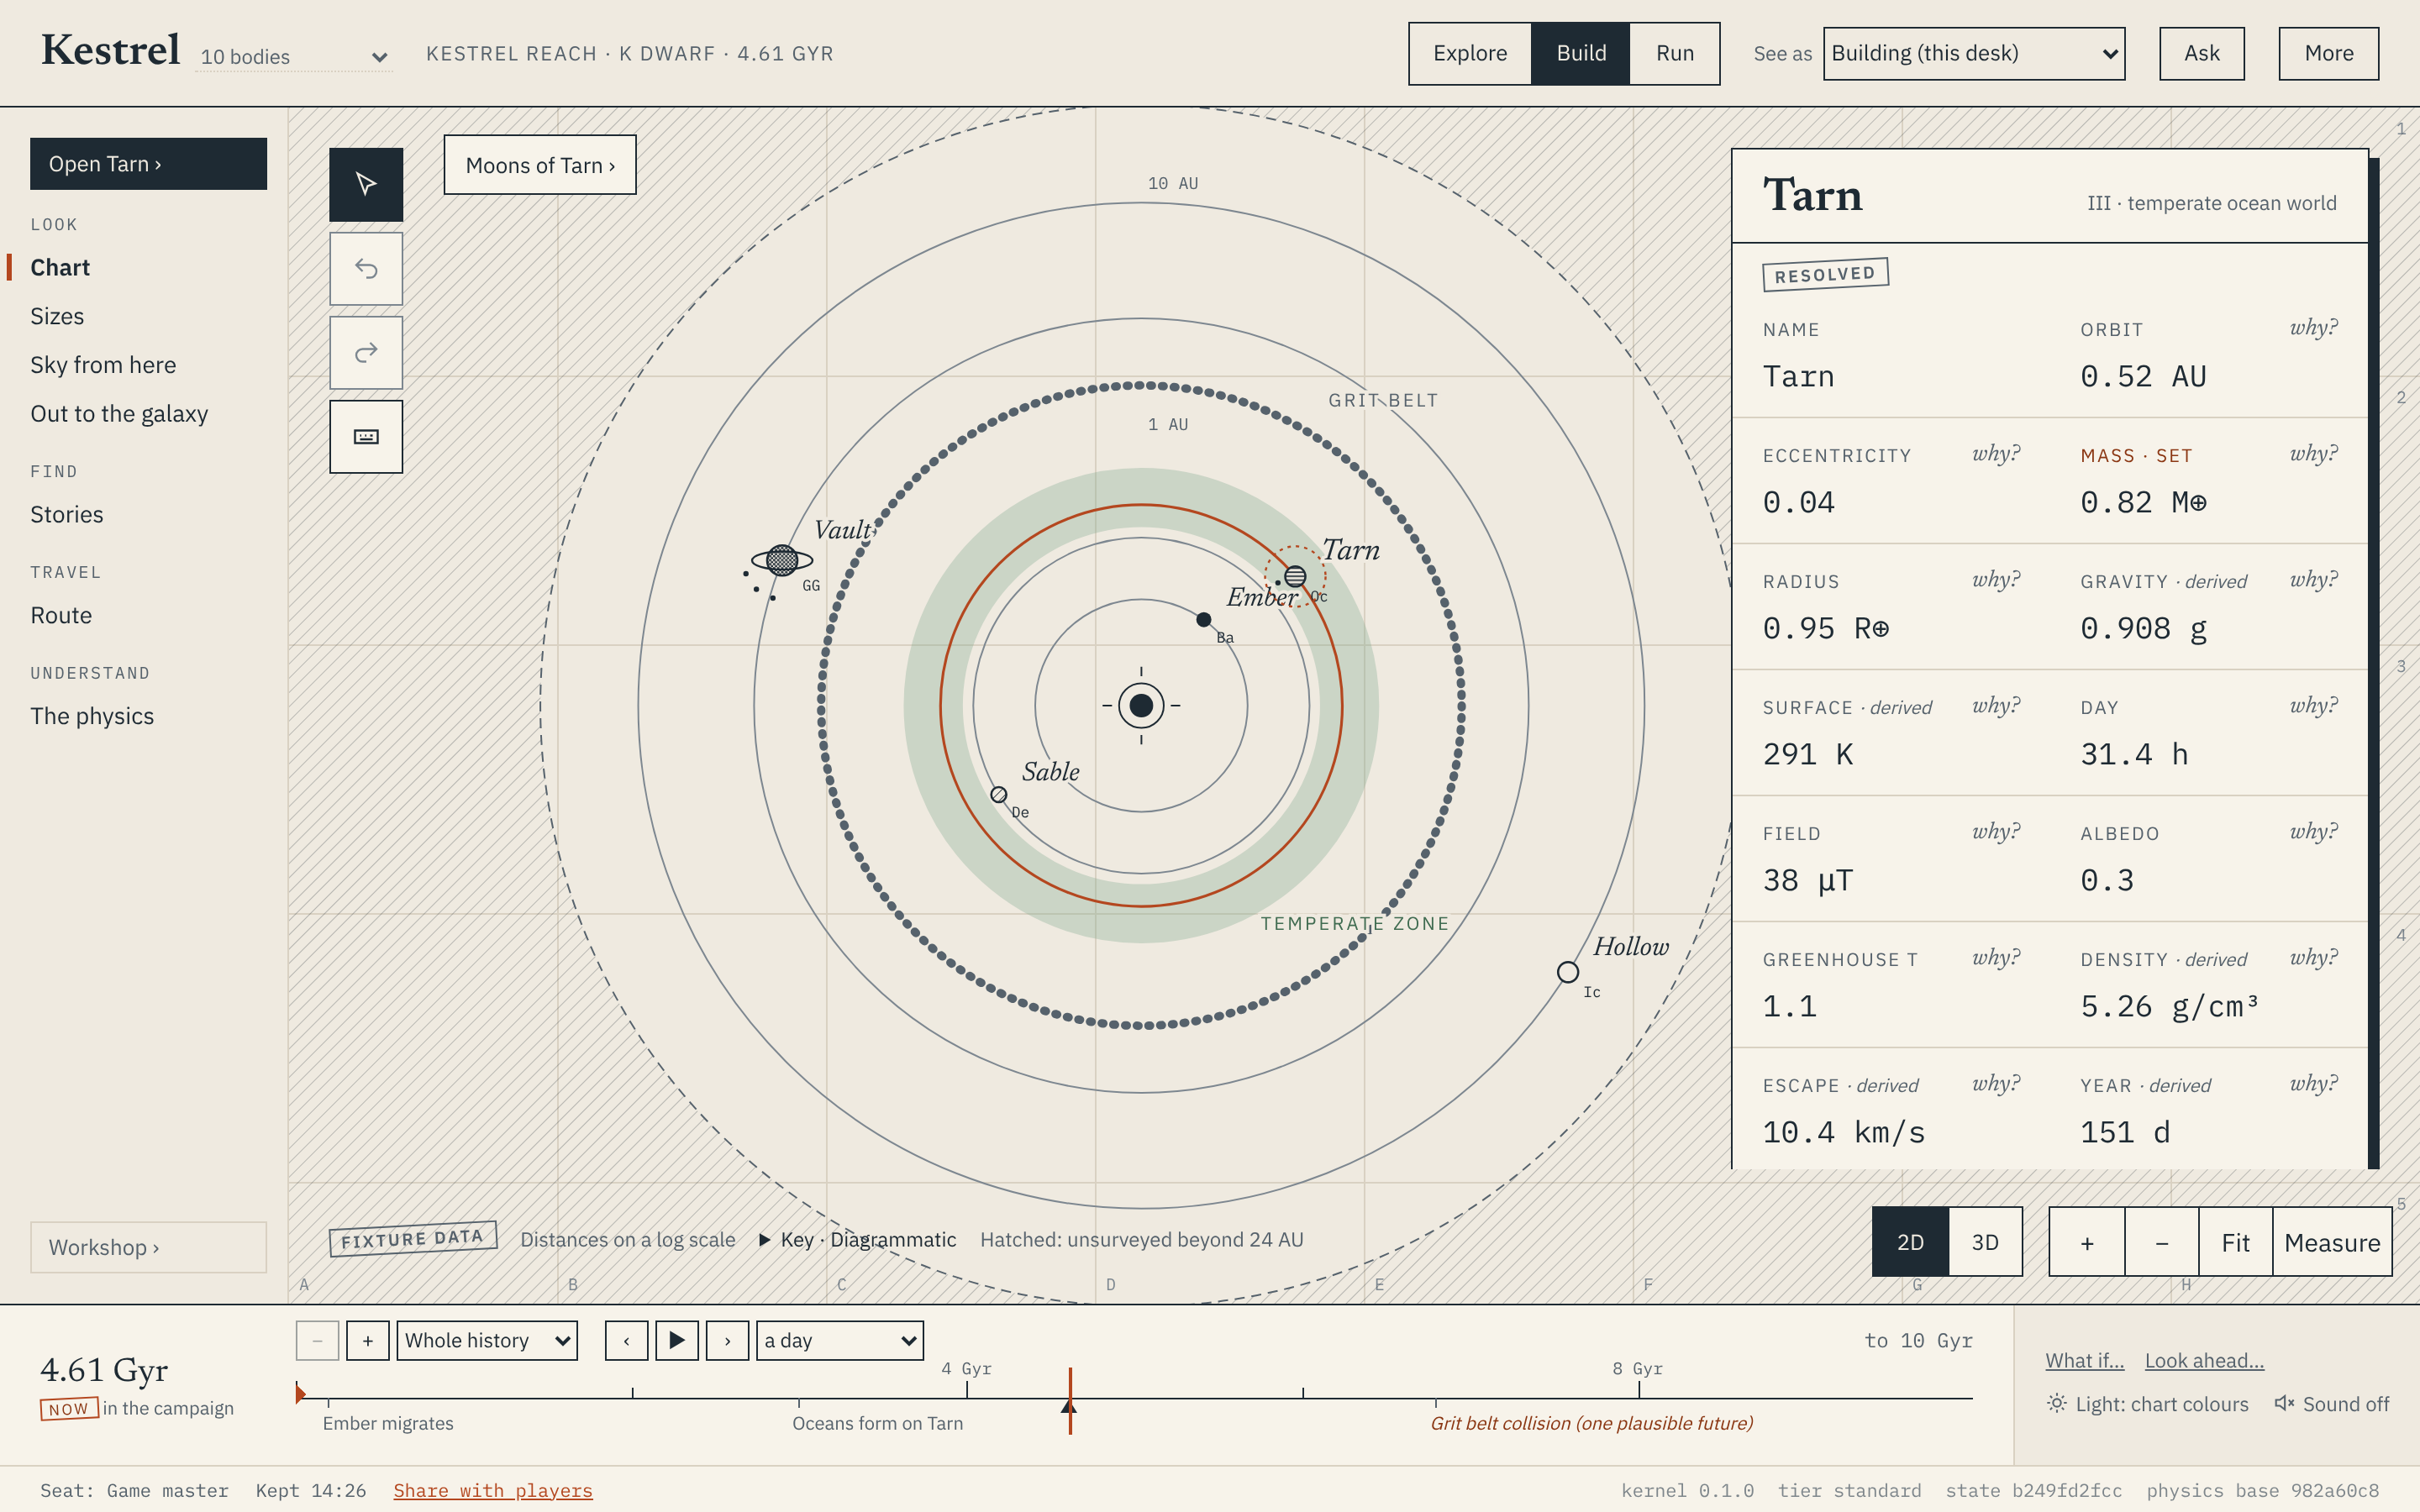 Kestrel 10 bodies KESTREL REACH · K DWARF · 4.61 GYR Explore Build Run See as Building (this desk) Ask More
Open Tarn ›
LOOK
Chart
Sizes
Sky from here
Out to the galaxy
FIND
Stories
TRAVEL
Route
UNDERSTAND
The physics
Workshop ›
Moons of Tarn ›
10 AU
GRIT BELT
1 AU
Vault
GG
Tarn
Oc
Ember
Ba
Sable
De
TEMPERATE ZONE
Hollow
Ic
1
2
3
4
5
Tarn III · temperate ocean world
RESOLVED
NAME ORBIT why?
Tarn 0.52 AU
ECCENTRICITY why? MASS · SET why?
0.04 0.82 M⊕
RADIUS why? GRAVITY · derived why?
0.95 R⊕ 0.908 g
SURFACE · derived why? DAY why?
291 K 31.4 h
FIELD why? ALBEDO why?
38 µT 0.3
GREENHOUSE T why? DENSITY · derived why?
1.1 5.26 g/cm³
ESCAPE · derived why? YEAR · derived why?
10.4 km/s 151 d
FIXTURE DATA Distances on a log scale Key · Diagrammatic Hatched: unsurveyed beyond 24 AU
2D 3D + − Fit Measure
A B C D E F G H
− + Whole history ‹ › a day to 10 Gyr
4 Gyr 8 Gyr
4.61 Gyr
NOW in the campaign
Ember migrates Oceans form on Tarn Grit belt collision (one plausible future)
What if... Look ahead...
Light: chart colours Sound off
Seat: Game master Kept 14:26 Share with players kernel 0.1.0 tier standard state b249fd2fcc physics base 982a60c8